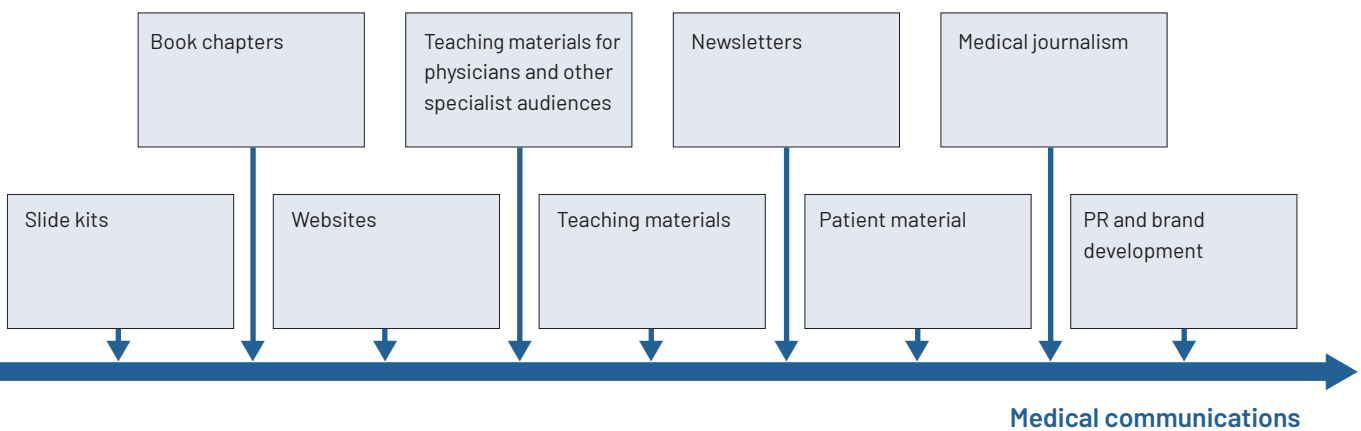 Book chapters
Teaching materials for
physicians and other
specialist audiences
Newsletters
Medical journalism
Slide kits
Websites
Teaching materials
Patient material
PR and brand
development
Medical communications